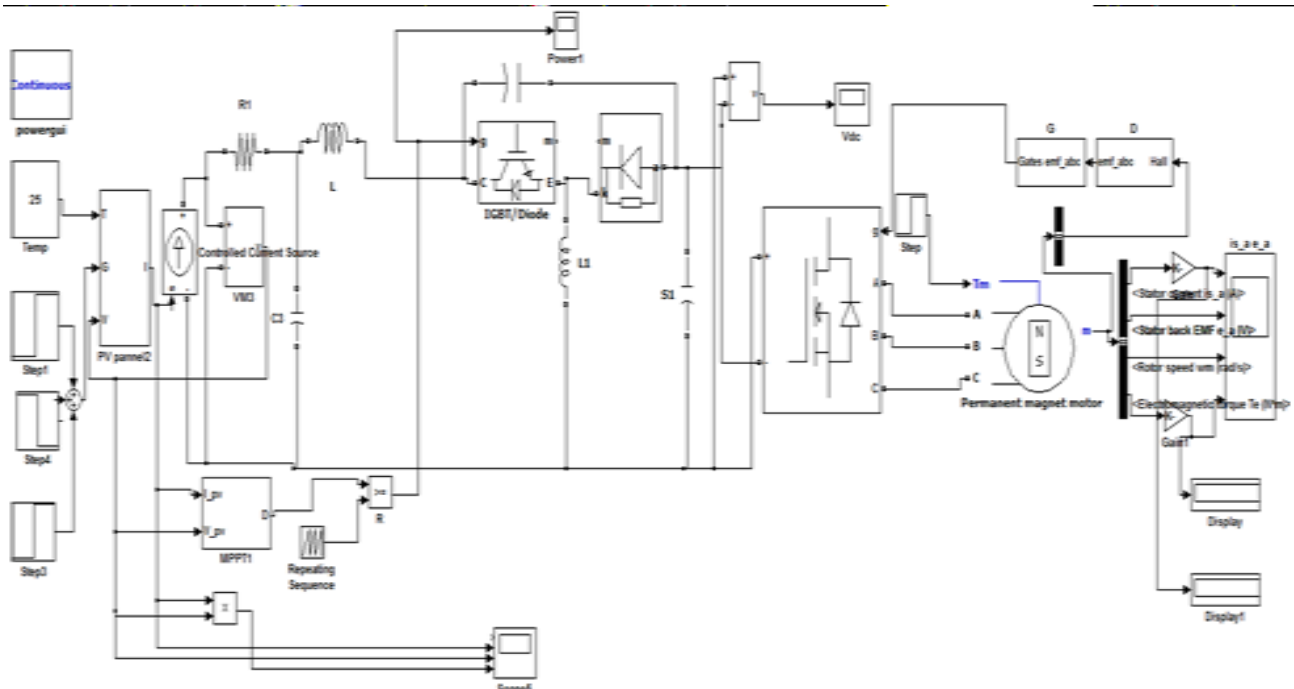 Continuous
powergui
25
Temp
Step1
Step4
Step3
T
G
V
I
PV pannel2
R1
+
Controlled Current Source
+
-
VM3
C3
L
Power1
g
m
C
E
IGBT/Diode
m
a
k
L1
S1
+
-
v
Vdc
I_pv
V_pv
D
MPPT1
>=
R
Repeating
Sequence
+
-
g
A
B
C
Step
Tm
A
B
C
N
S
m
Permanent magnet motor
G
D
Gates emf_abc
emf_abc
Hall
is_a e_a
K-
<Stator current is_a (A)>
<Stator back EMF e_a (V)>
<Rotor speed wm (rad/s)>
<Electromagnetic torque Te (N*m)>
K-
Gain1
Display
Display1